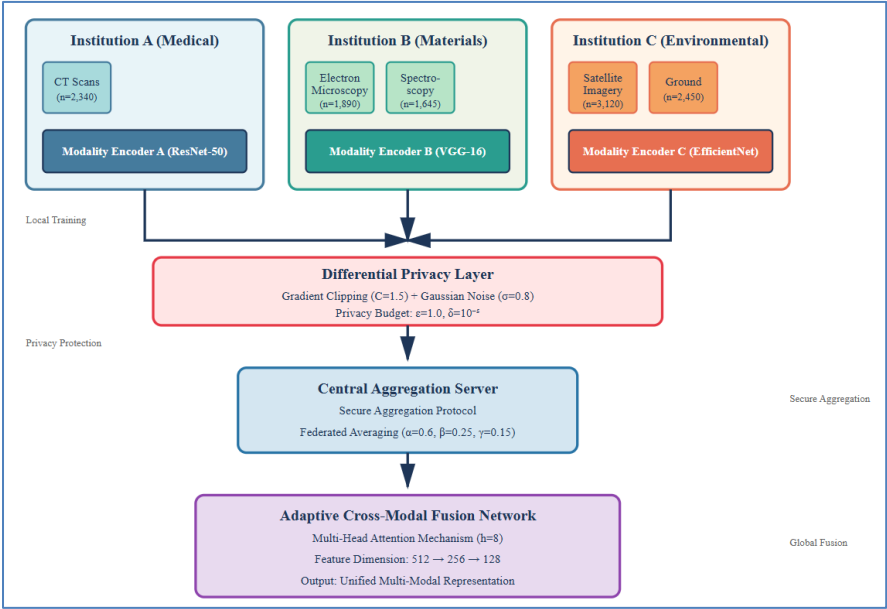 Institution A (Medical)
CT Scans
(n=2,340)
Modality Encoder A (ResNet-50)
Institution B (Materials)
Electron
Microscopy
(n=1,890)
Spectro-
scopy
(n=1,645)
Modality Encoder B (VGG-16)
Institution C (Environmental)
Satellite
Imagery
(n=3,120)
Ground
(n=2,450)
Modality Encoder C (EfficientNet)
Local Training
Differential Privacy Layer
Gradient Clipping (C=1.5) + Gaussian Noise (σ=0.8)
Privacy Budget: ε=1.0,
Privacy Protection
Central Aggregation Server
Secure Aggregation Protocol
Federated Averaging (α=0.6, β=0.25, γ=0.15)
Secure Aggregation
Adaptive Cross-Modal Fusion Network
Multi-Head Attention Mechanism (h=8)
Feature Dimension: 512 → 256 → 128
Output: Unified Multi-Modal Representation
Global Fusion